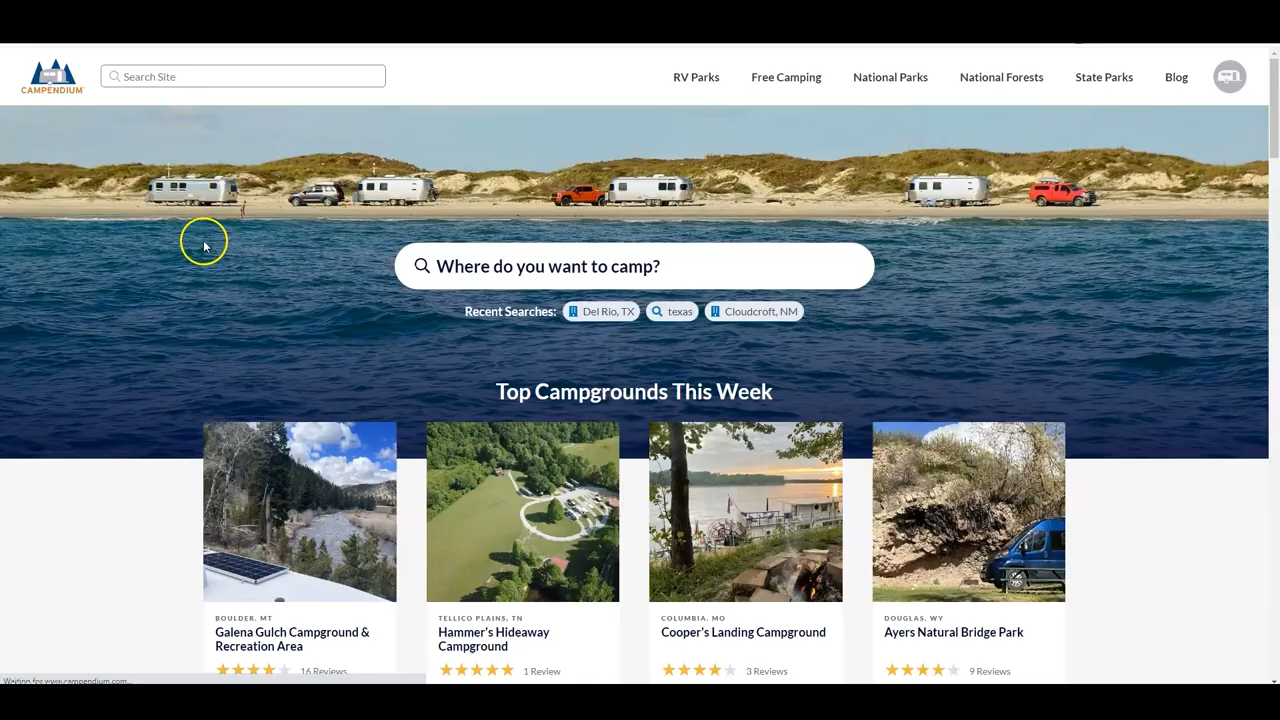 CAMPENDIUM
Search Site
RV Parks
Free Camping
National Parks
National Forests
State Parks
Blog
Where do you want to camp?
Recent Searches:
Del Rio, TX
texas
Cloudcroft, NM
Top Campgrounds This Week
BOULDER, MT
Galena Gulch Campground &
Recreation Area
16 Reviews
TELLICO PLAINS, TN
Hammer's Hideaway
Campground
1 Review
COLUMBIA, MO
Cooper's Landing Campground
3 Reviews
DOUGLAS, WY
Ayers Natural Bridge Park
9 Reviews
Waiting for www.campendium.com...